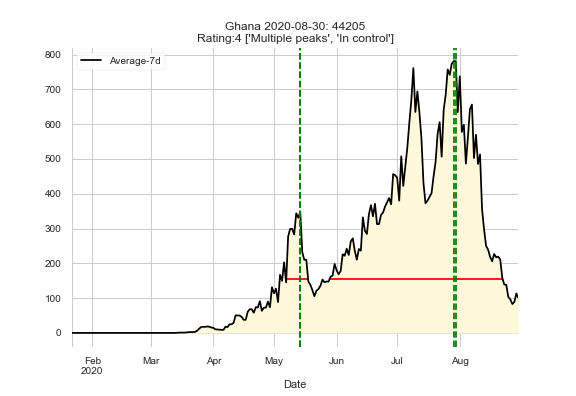 Ghana 2020-08-30: 44205
Rating:4 ['Multiple peaks', 'In control']
Average-7d
800
700
600
500
400
300
200
100
0
Feb
2020
Mar
Apr
May
Jun
Jul
Aug
Date